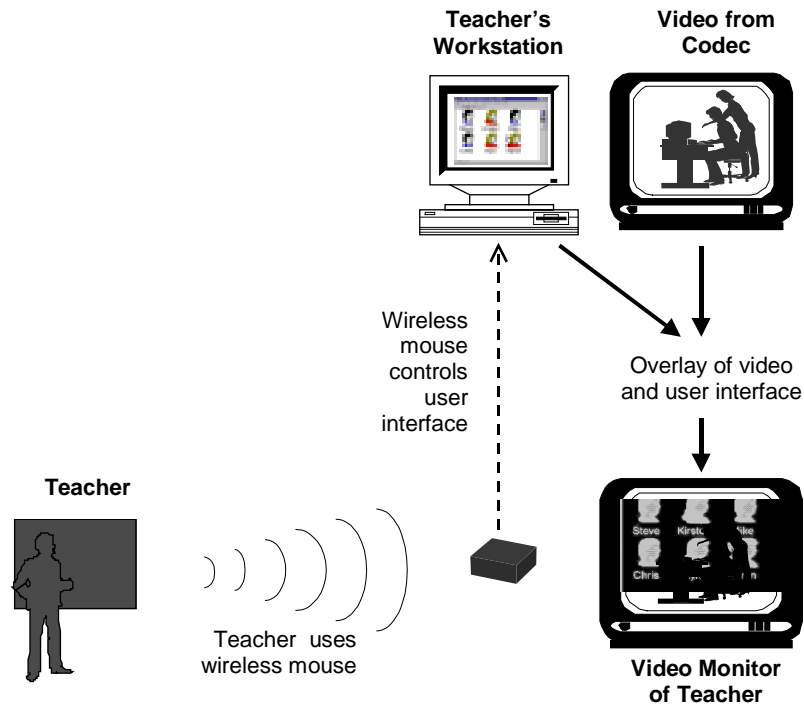 Teacher's
Workstation
Video from
Codec
Wireless
mouse
controls
user
interface
Overlay of video
and user interface
Teacher
Teacher uses
wireless mouse
Steve
Chris
Video Monitor
of Teacher